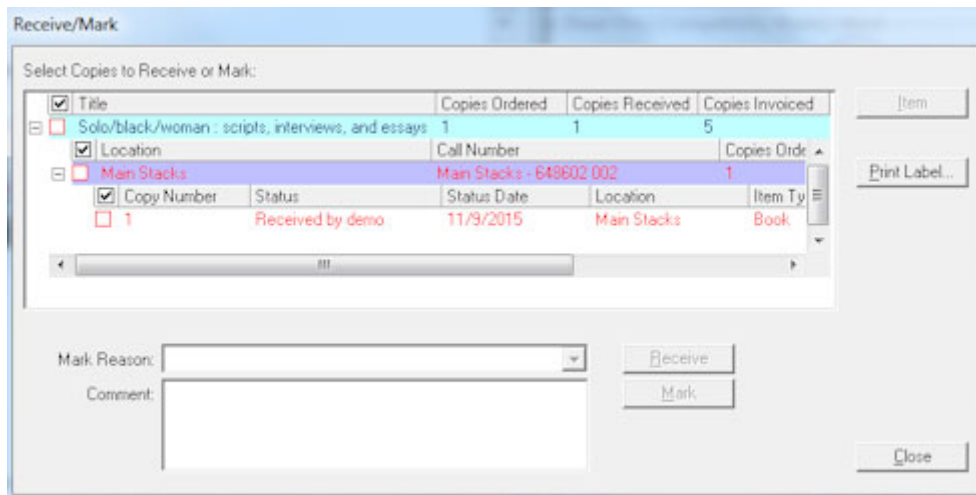 Receive/Mark
Select Copies to Receive or Mark:
Title Copies Ordered Copies Received Copies Invoiced
Item
Solo/black/woman : scripts, interviews, and essays 1 1 5
Location Call Number Copies Orde
Main Stacks Main Stacks - 648602 002 1
Print Label...
Copy Number Status Status Date Location Item Ty
1 Received by demo 11/9/2015 Main Stacks Book
Mark Reason:
Receive
Comment:
Mark
Close